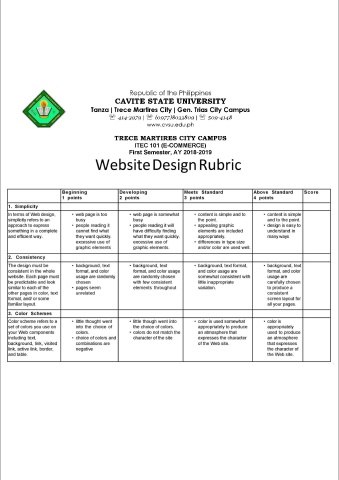 Republic of the Philippines
CAVITE STATE UNIVERSITY
Tanza | Trece Martires City | Gen. Trias City Campus
www.cvsu.edu.ph
TRECE MARTIRES CITY CAMPUS
ITEC 101 (E-COMMERCE)
First Semester, AY 2018-2019
Website Design Rubric
Beginning
1 points
Developing
2 points
Meets Standard
3 points
Above Standard
4 points
Score
1. Simplicity
In terms of Web design,
simplicity refers to an
approach to express
something in a complete
and efficient way.
• web page is too
busy
• people reading it
cannot find what
they want quickly.
excessive use of
graphic elements
• web page is somewhat
busy
• people reading it will
have difficulty finding
what they want quickly.
excessive use of
graphic elements.
• content is simple and to
the point.
• appealing graphic
elements are included
appropriately.
• differences in type size
and/or color are used well
• content is simple
and to the point
• design is easy to
understand in
many ways
2. Consistency
The design must be
consistent in the whole
website. Each page must
be predictable and look
similar to each of the
other pages in color, text
format, and/ or some
familiar layout.
• background, text
format, and color
usage are randomly
chosen
• pages seem
unrelated
• background, text
format, and color usage
are randomly chosen
with few consistent
elements throughout
• background, text format,
and color usage are
somewhat consistent with
little inappropriate
variation.
• background, text
format, and color
usage are
carefully chosen
to produce a
consistent
screen layout for
all your pages.
3. Color Schemes
Color scheme refers to a
set of colors you use on
your Web components
including text,
background, link, visited
link, active link, border,
and table.
• little thought went
into the choice of
colors.
• choice of colors and
combinations are
negative
• little though went into
the choice of colors.
• colors do not match the
character of the site
• color is used somewhat
appropriately to produce
an atmosphere that
expresses the character
of the Web site.
• color is
appropriately
used to produce
an atmosphere
that expresses
the character of
the Web site.